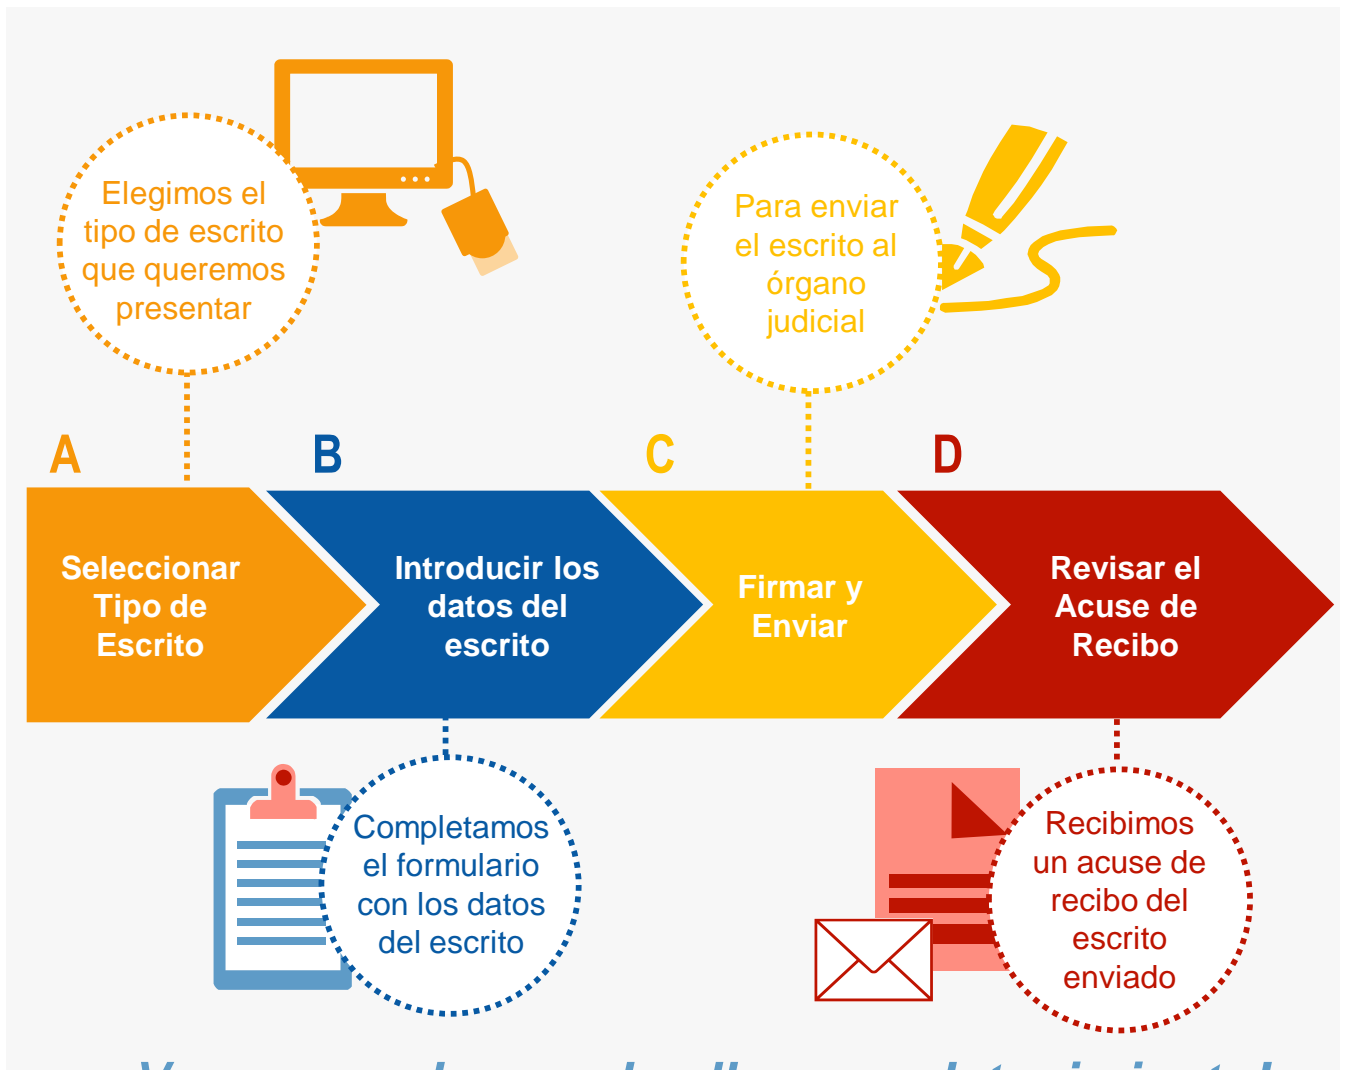 Elegimos el
tipo de escrito
que queremos
presentar
Para enviar
el escrito al
órgano
judicial
A
B
C
D
Seleccionar
Tipo de
Escrito
Introducir los
datos del
escrito
Firmar y
Enviar
Revisar el
Acuse de
Recibo
Completamos
el formulario
con los datos
del escrito
Recibimos
un acuse de
recibo del
escrito
enviado